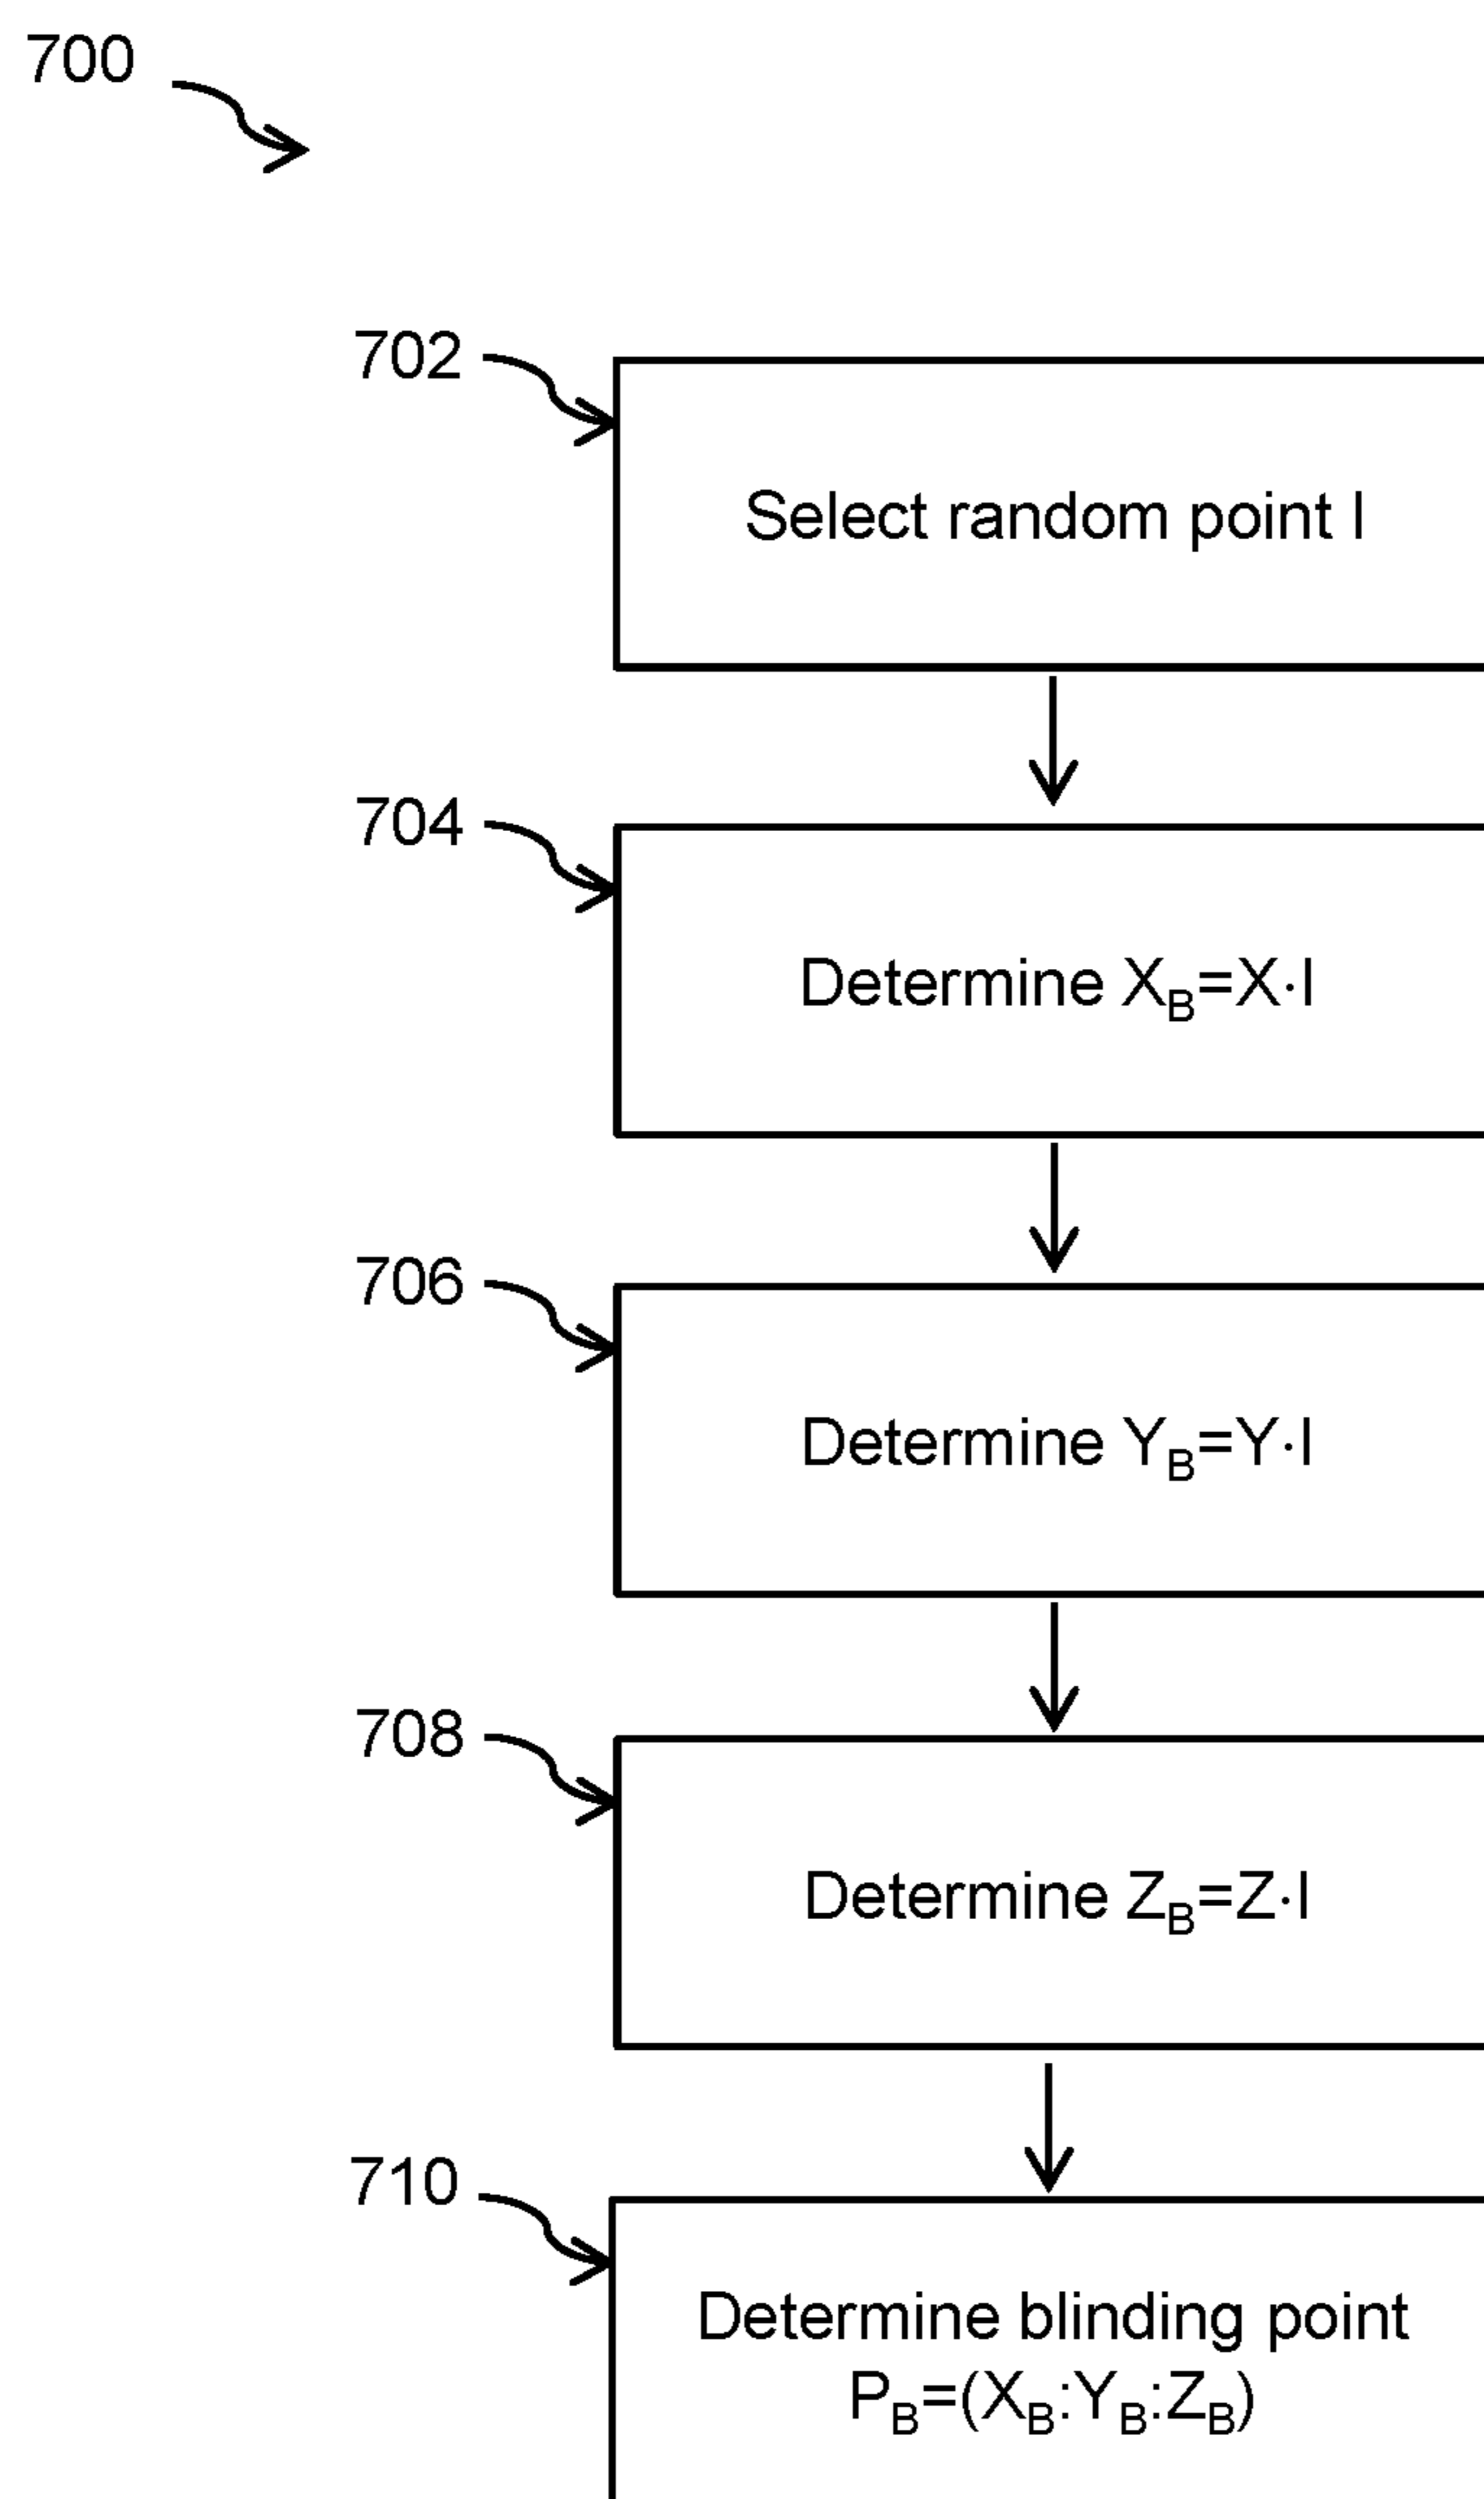 700
702
Select random point I
704
Determine X_B=X·I
706
Determine Y_B=Y·I
708
Determine Z_B=Z·I
710
Determine blinding point
P_B=(X_B:Y_B:Z_B)